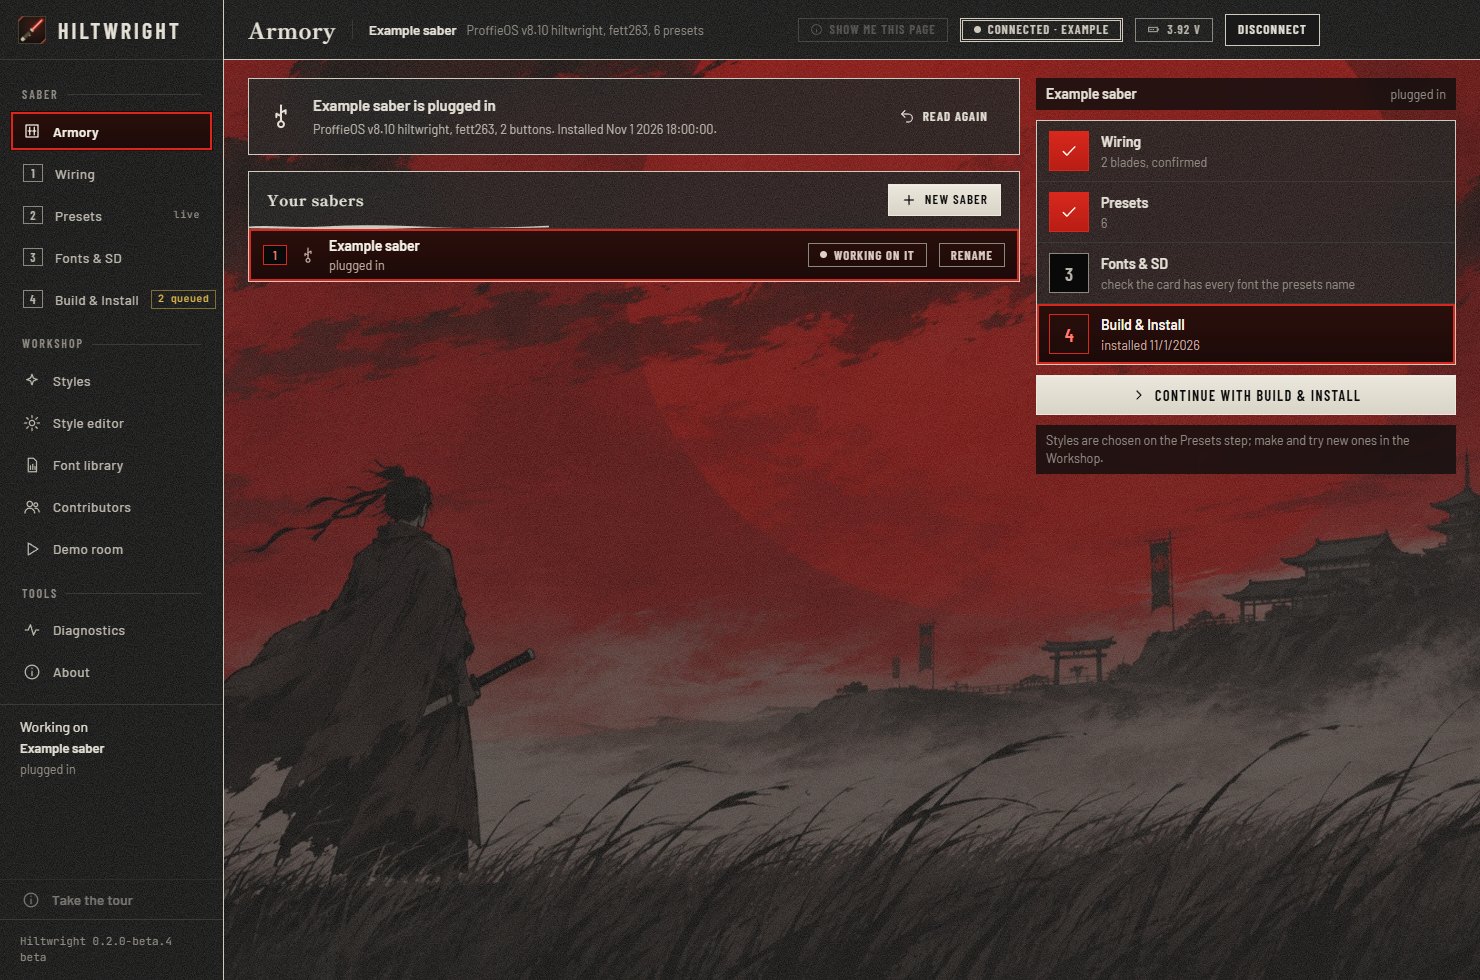 HILTWRIGHT
SABER
Armory
1 Wiring
2 Presets live
3 Fonts & SD
4 Build & Install 2 queued
WORKSHOP
Styles
Style editor
Font library
Contributors
Demo room
TOOLS
Diagnostics
About
Working on
Example saber
plugged in
Take the tour
Hiltwright 0.2.0-beta.4
beta
Armory Example saber ProffieOS v8.10 hiltwright, fett263, 6 presets SHOW ME THIS PAGE CONNECTED · EXAMPLE 3.92 V DISCONNECT
Example saber is plugged in
ProffieOS v8.10 hiltwright, fett263, 2 buttons. Installed Nov 1 2026 18:00:00.
READ AGAIN
Your sabers
NEW SABER
1 Example saber
plugged in
WORKING ON IT RENAME
Example saber plugged in
Wiring
2 blades, confirmed
Presets
6
3 Fonts & SD
check the card has every font the presets name
4 Build & Install
installed 11/1/2026
CONTINUE WITH BUILD & INSTALL
Styles are chosen on the Presets step; make and try new ones in the
Workshop.